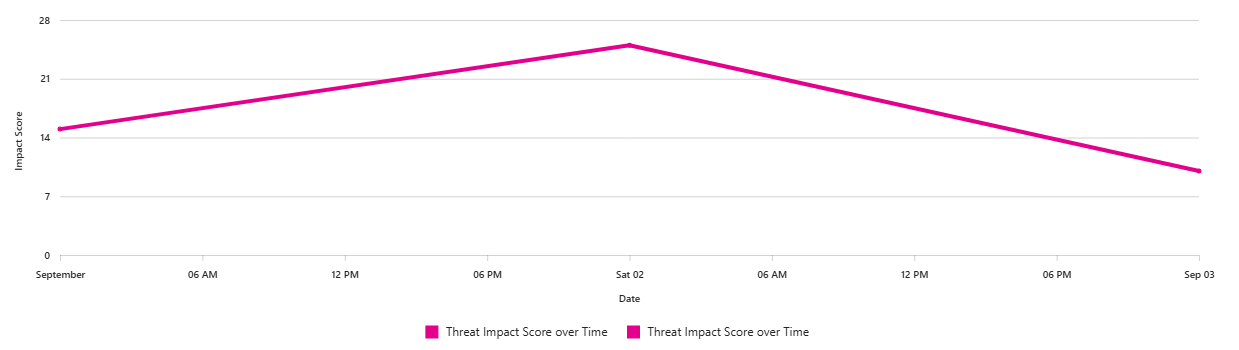 28
21
14
7
0
Impact Score
September 06 AM 12 PM 06 PM Sat 02 06 AM 12 PM 06 PM Sep 03
Date
Threat Impact Score over Time Threat Impact Score over Time